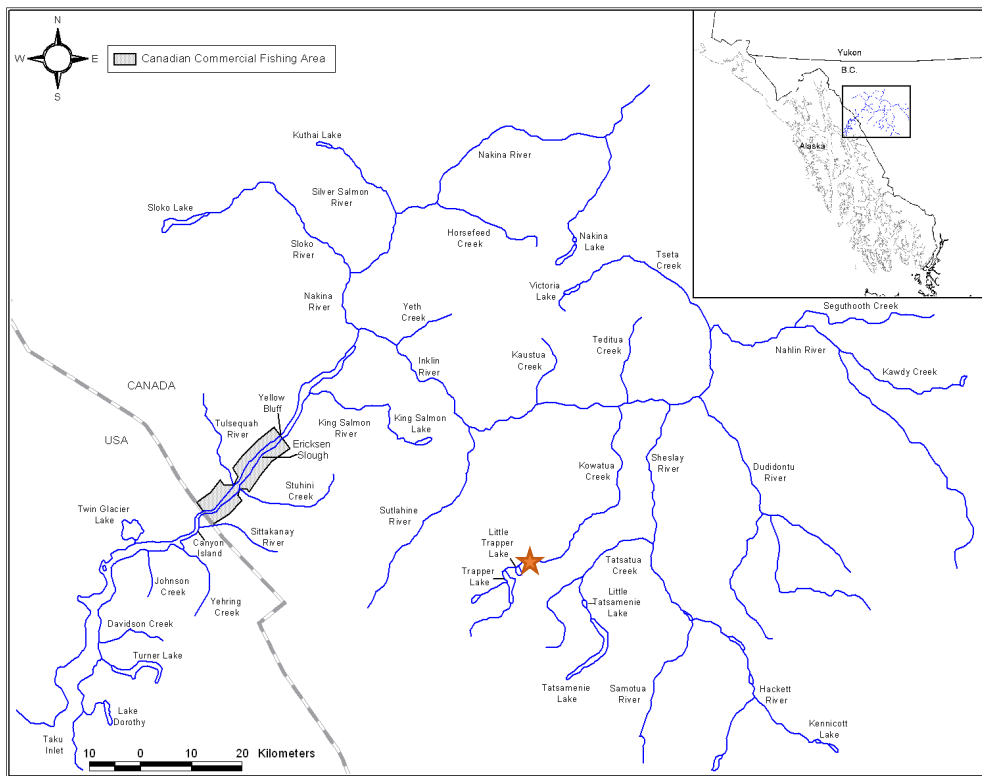 N
W
E
S
Canadian Commercial Fishing Area
Yukon
B.C.
Alaska
Kuthai Lake
Nakina River
Silver Salmon
River
Sloko Lake
Horsefeed
Creek
Sloko
River
Nakina
Lake
Tseta
Creek
Victoria
Lake
Nakina
River
Yeth
Creek
Seguthooth Creek
Teditua
Creek
Kaustua
Creek
Nahlin River
Inklin
River
Kawdy Creek
CANADA
Yellow
Bluff
Tulsequah
River
King Salmon
River
King Salmon
Lake
USA
Ericksen
Slough
Kowatua
Creek
Sheslay
River
Dudidontu
River
Stuhini
Creek
Twin Glacier
Lake
Sutlahine
River
Sittakanay
River
Canyon
Island
Little
Trapper
Lake
Tatsatua
Creek
Trapper
Lake
Johnson
Creek
Little
Tatsamenie
Lake
Yehring
Creek
Davidson Creek
Turner Lake
Tatsamenie
Lake
Samotua
River
Hackett
River
Lake
Dorothy
Kennicott
Lake
Taku
Inlet
10 0 10 20 Kilometers